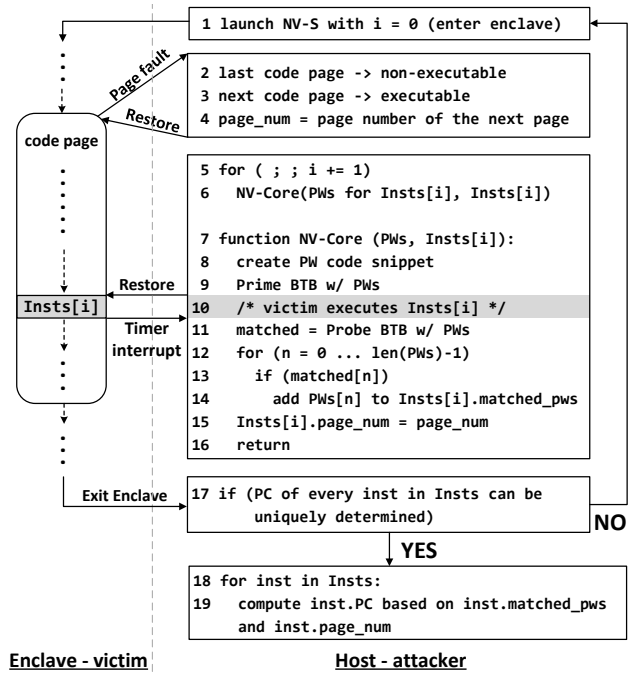 1 launch NV-S with i = 0 (enter enclave)
Page fault
2 last code page -> non-executable
3 next code page -> executable
4 page_num = page number of the next page
Restore
code page
5 for ( ; ; i += 1)
6 NV-Core(PWs for Insts[i], Insts[i])
7 function NV-Core (PWs, Insts[i]):
8 create PW code snippet
9 Prime BTB w/ PWs
Restore
Insts[i]
10 /* victim executes Insts[i] */
Timer
interrupt
11 matched = Probe BTB w/ PWs
12 for (n = 0 ... len(PWs)-1)
13 if (matched[n])
14 add PWs[n] to Insts[i].matched_pws
15 Insts[i].page_num = page_num
16 return
Exit Enclave
17 if (PC of every inst in Insts can be
uniquely determined)
NO
YES
18 for inst in Insts:
19 compute inst.PC based on inst.matched_pws
and inst.page_num
Enclave - victim
Host - attacker